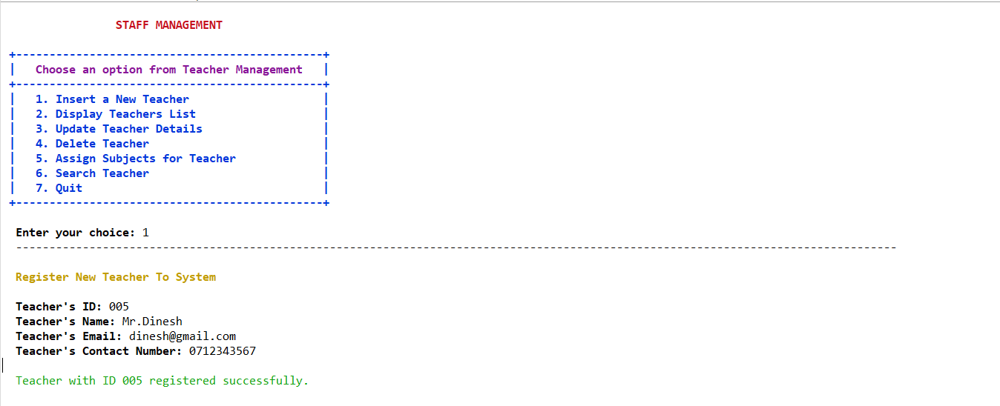 STAFF MANAGEMENT
+----------------------------------------------+
|   Choose an option from Teacher Management   |
+----------------------------------------------+
|   1. Insert a New Teacher                    |
|   2. Display Teachers List                   |
|   3. Update Teacher Details                  |
|   4. Delete Teacher                          |
|   5. Assign Subjects for Teacher             |
|   6. Search Teacher                          |
|   7. Quit                                    |
+----------------------------------------------+
Enter your choice: 1
------------------------------------------------------------------------------------------------------------------------------------
Register New Teacher To System
Teacher's ID: 005
Teacher's Name: Mr.Dinesh
Teacher's Email: dinesh@gmail.com
Teacher's Contact Number: 0712343567
Teacher with ID 005 registered successfully.